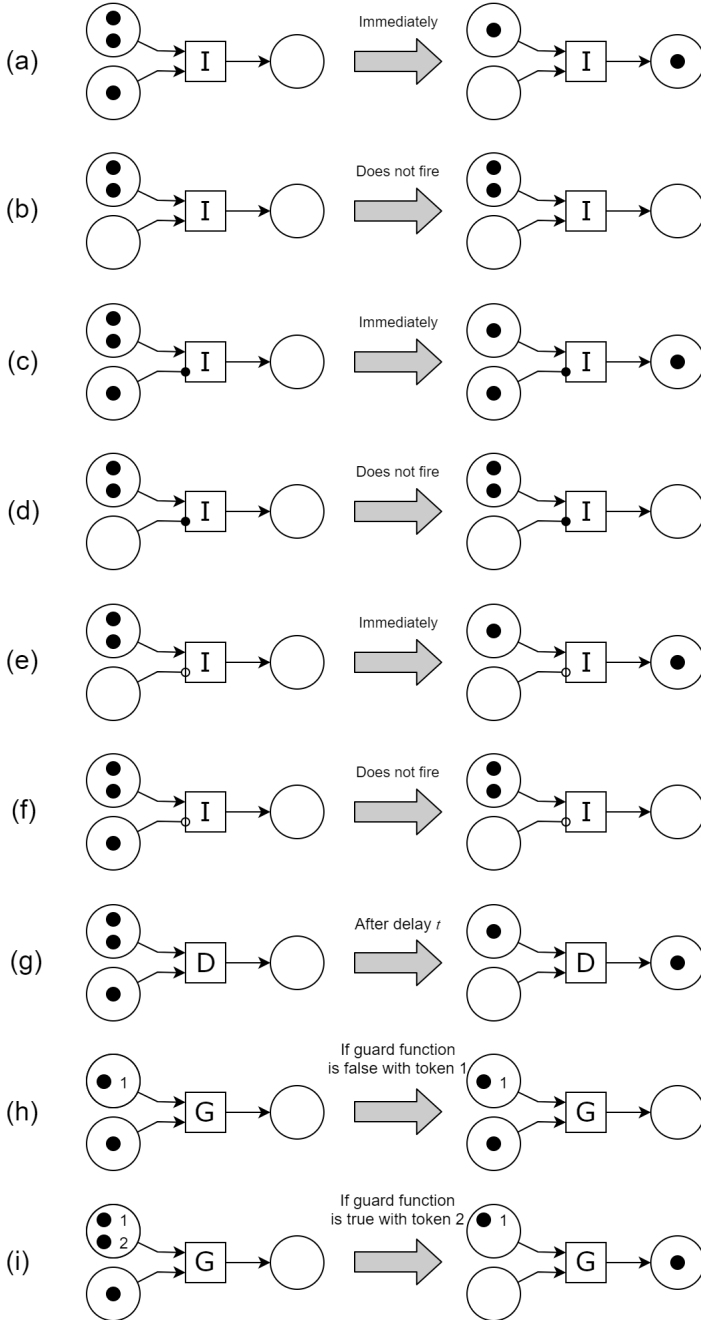 Immediately
(a)
I
I
Does not fire
(b)
I
I
Immediately
(c)
I
I
Does not fire
(d)
I
I
Immediately
(e)
I
I
Does not fire
(f)
I
I
After delay t
(g)
D
D
If guard function
is false with token 1
(h)
1
G
1
G
If guard function
is true with token 2
(i)
1
2
G
1
G